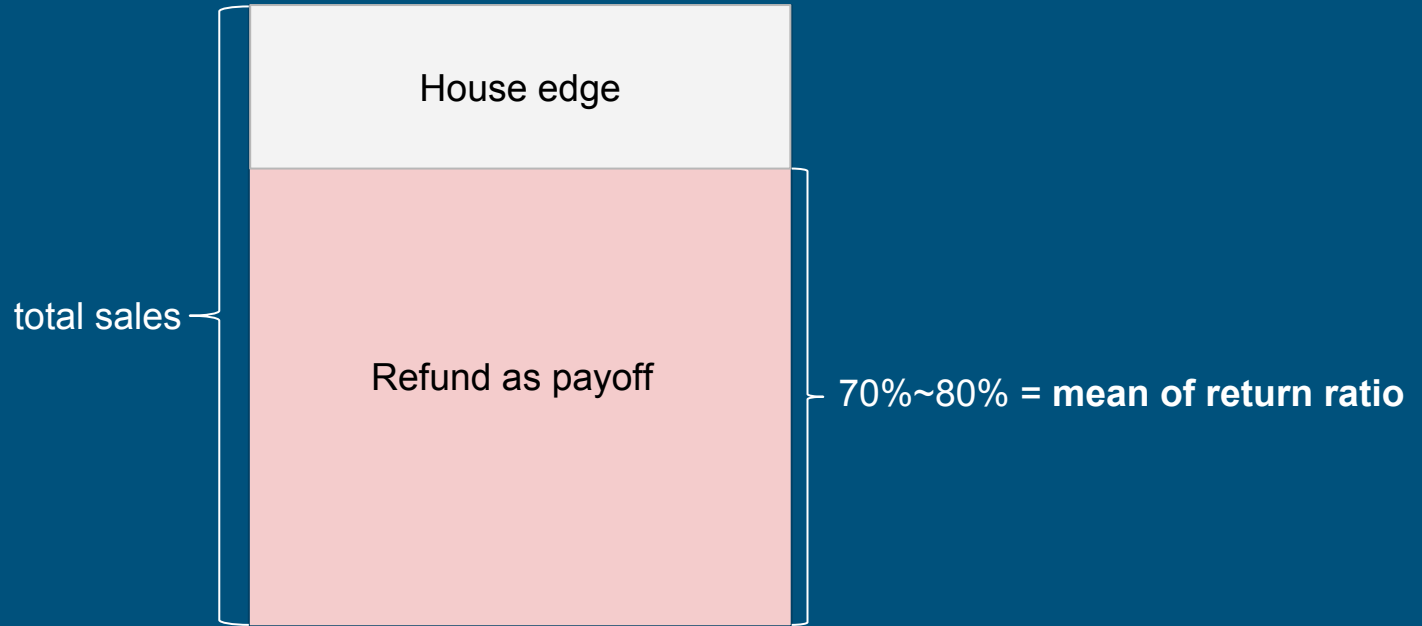 House edge
total sales
Refund as payoff
70%~80% = mean of return ratio